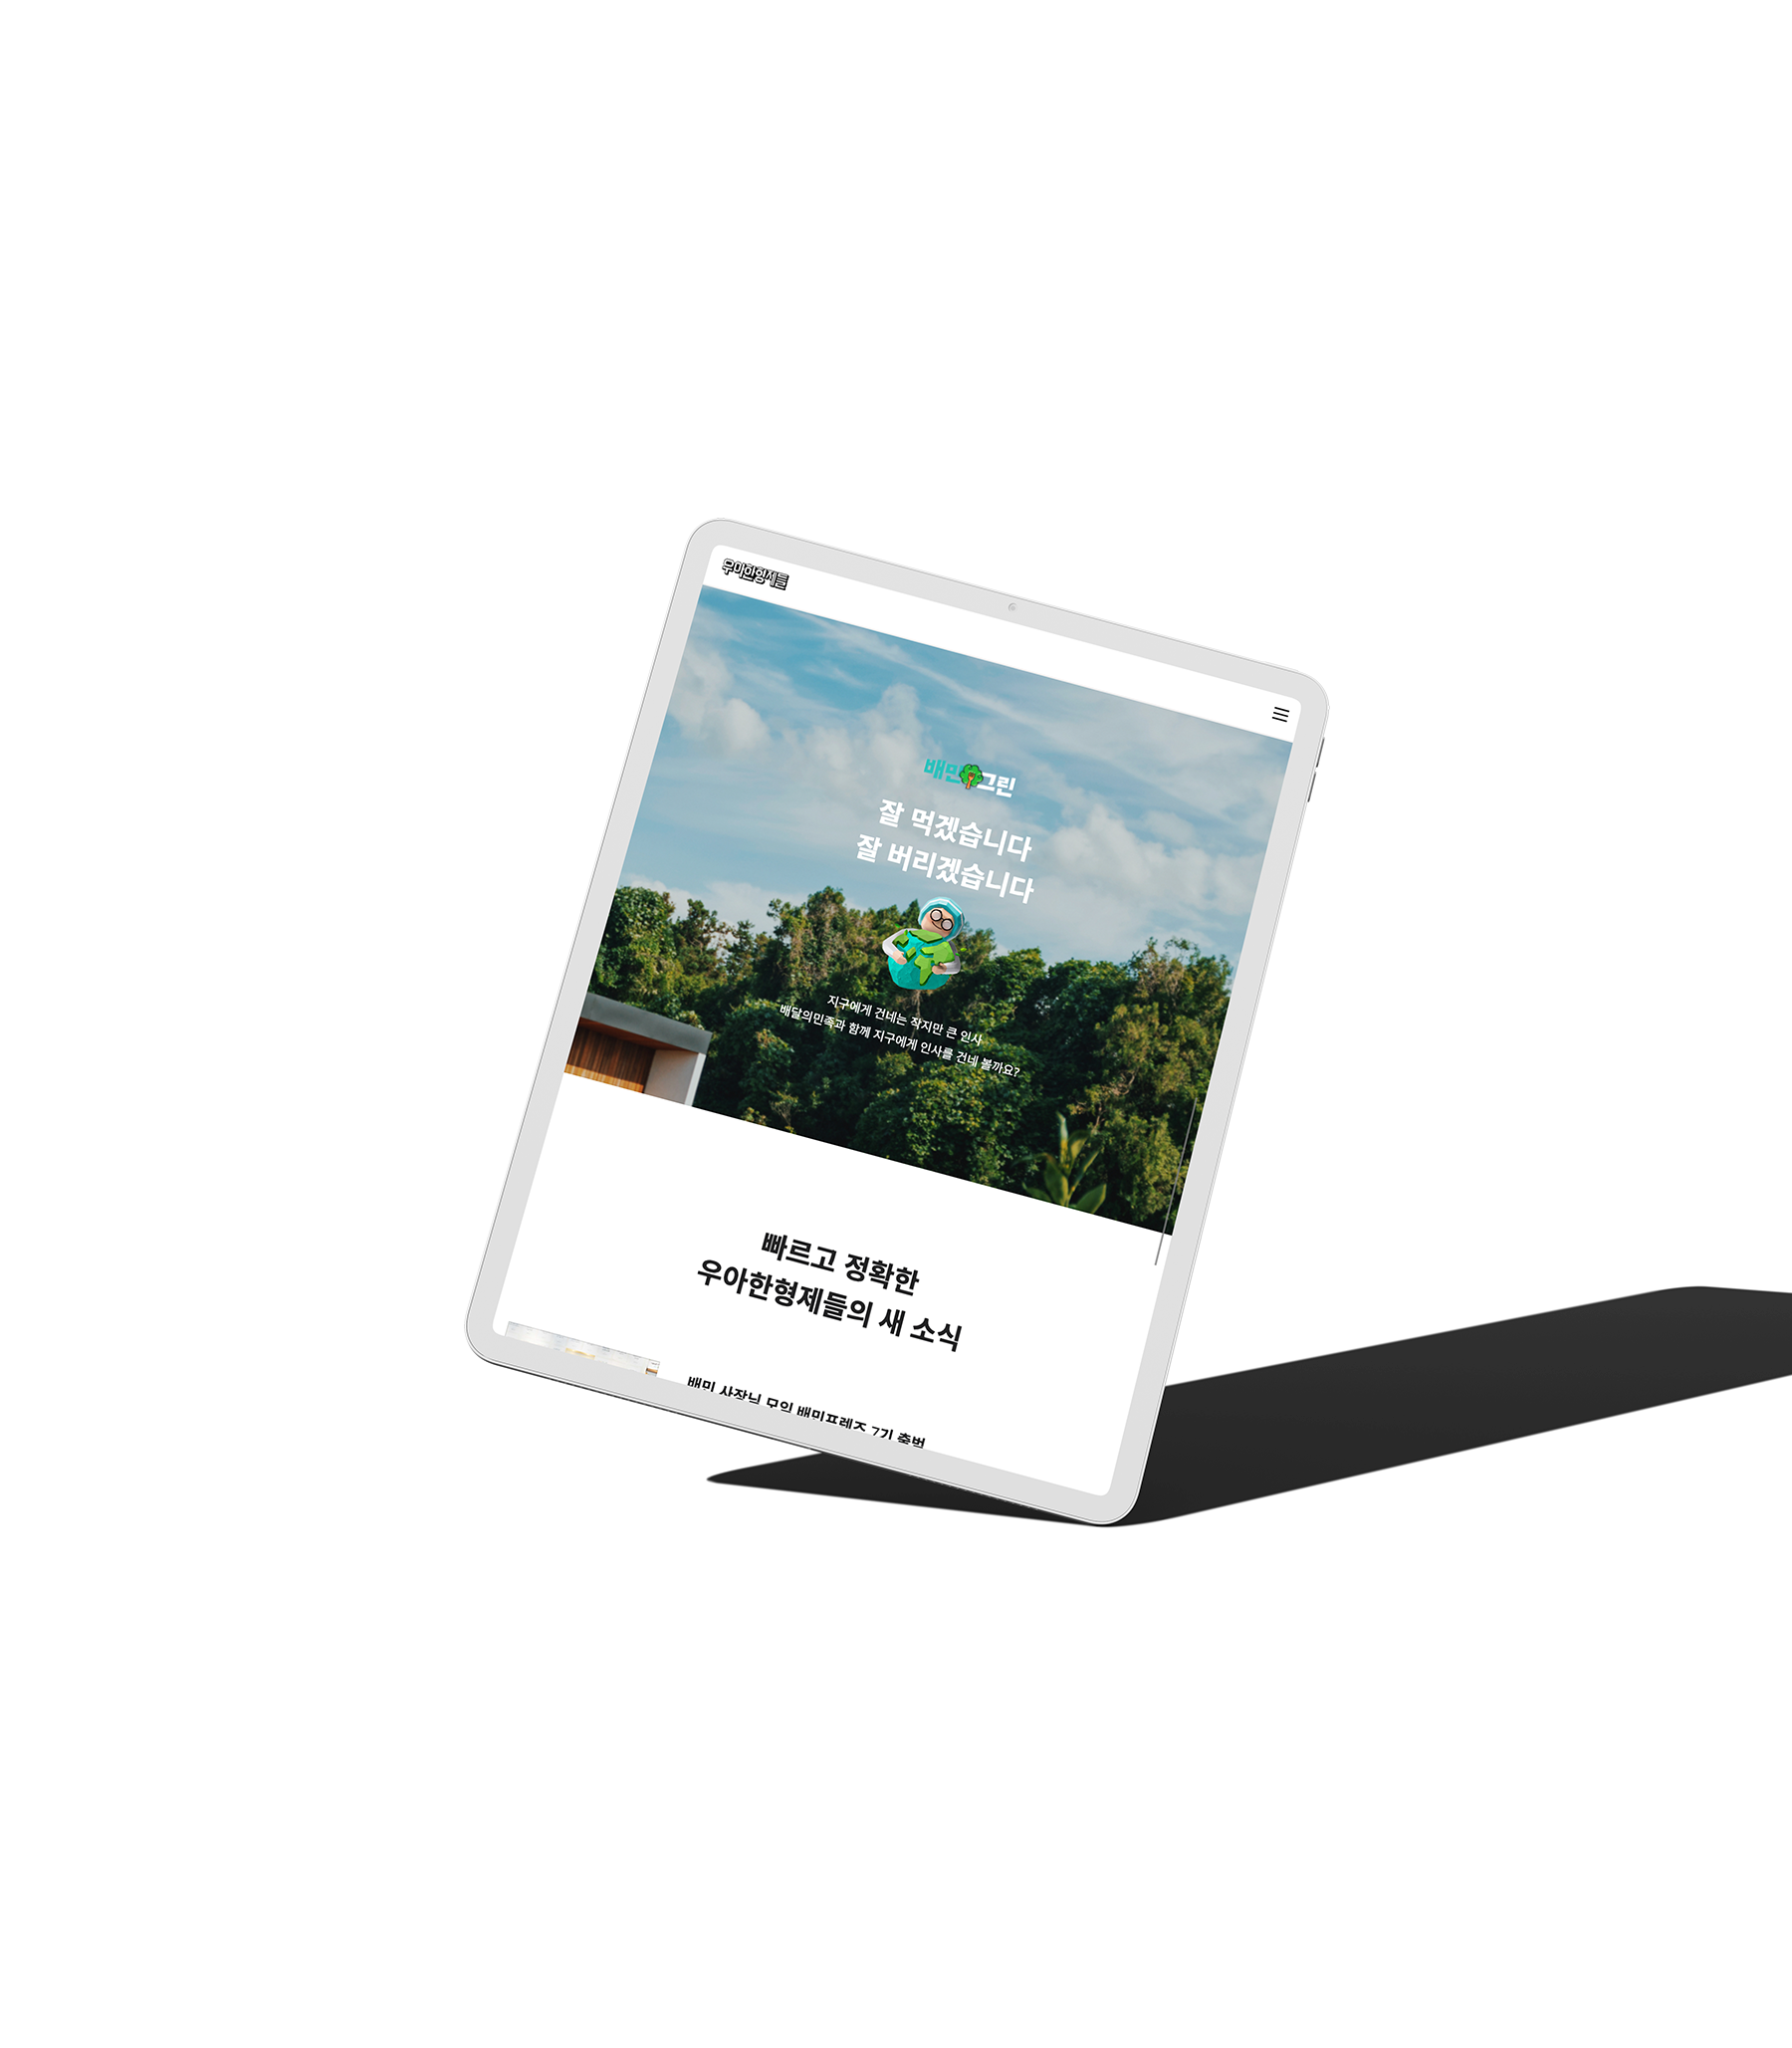 우아한형제들
배민그린
잘 먹겠습니다
잘 버리겠습니다
지구에게 건네는 작지만 큰 인사
배달의민족과 함께 지구에게 인사를 건네 볼까요?
빠르고 정확한
우아한형제들의 새 소식
배민 사장님 모임 배민프렌즈 7기 출범